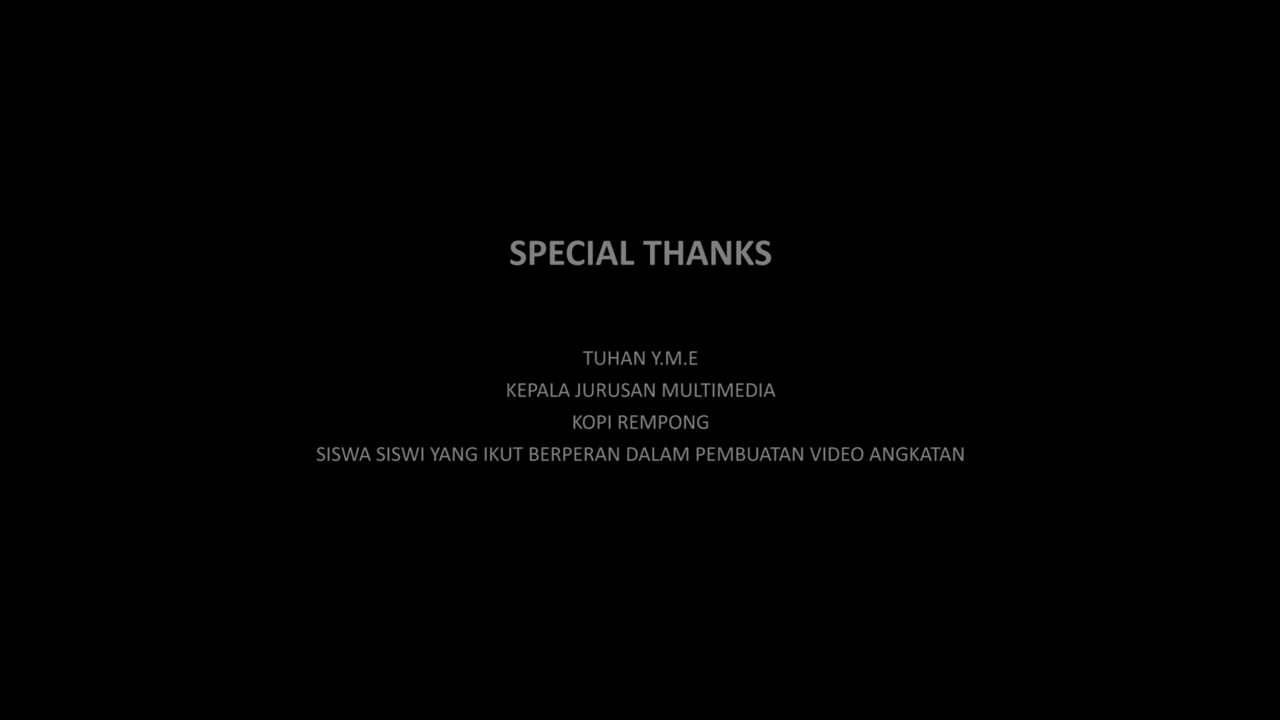 SPECIAL THANKS
TUHAN Y.M.E
KEPALA JURUSAN MULTIMEDIA
KOPI REMPONG
SISWA SISWI YANG IKUT BERPERAN DALAM PEMBUATAN VIDEO ANGKATAN